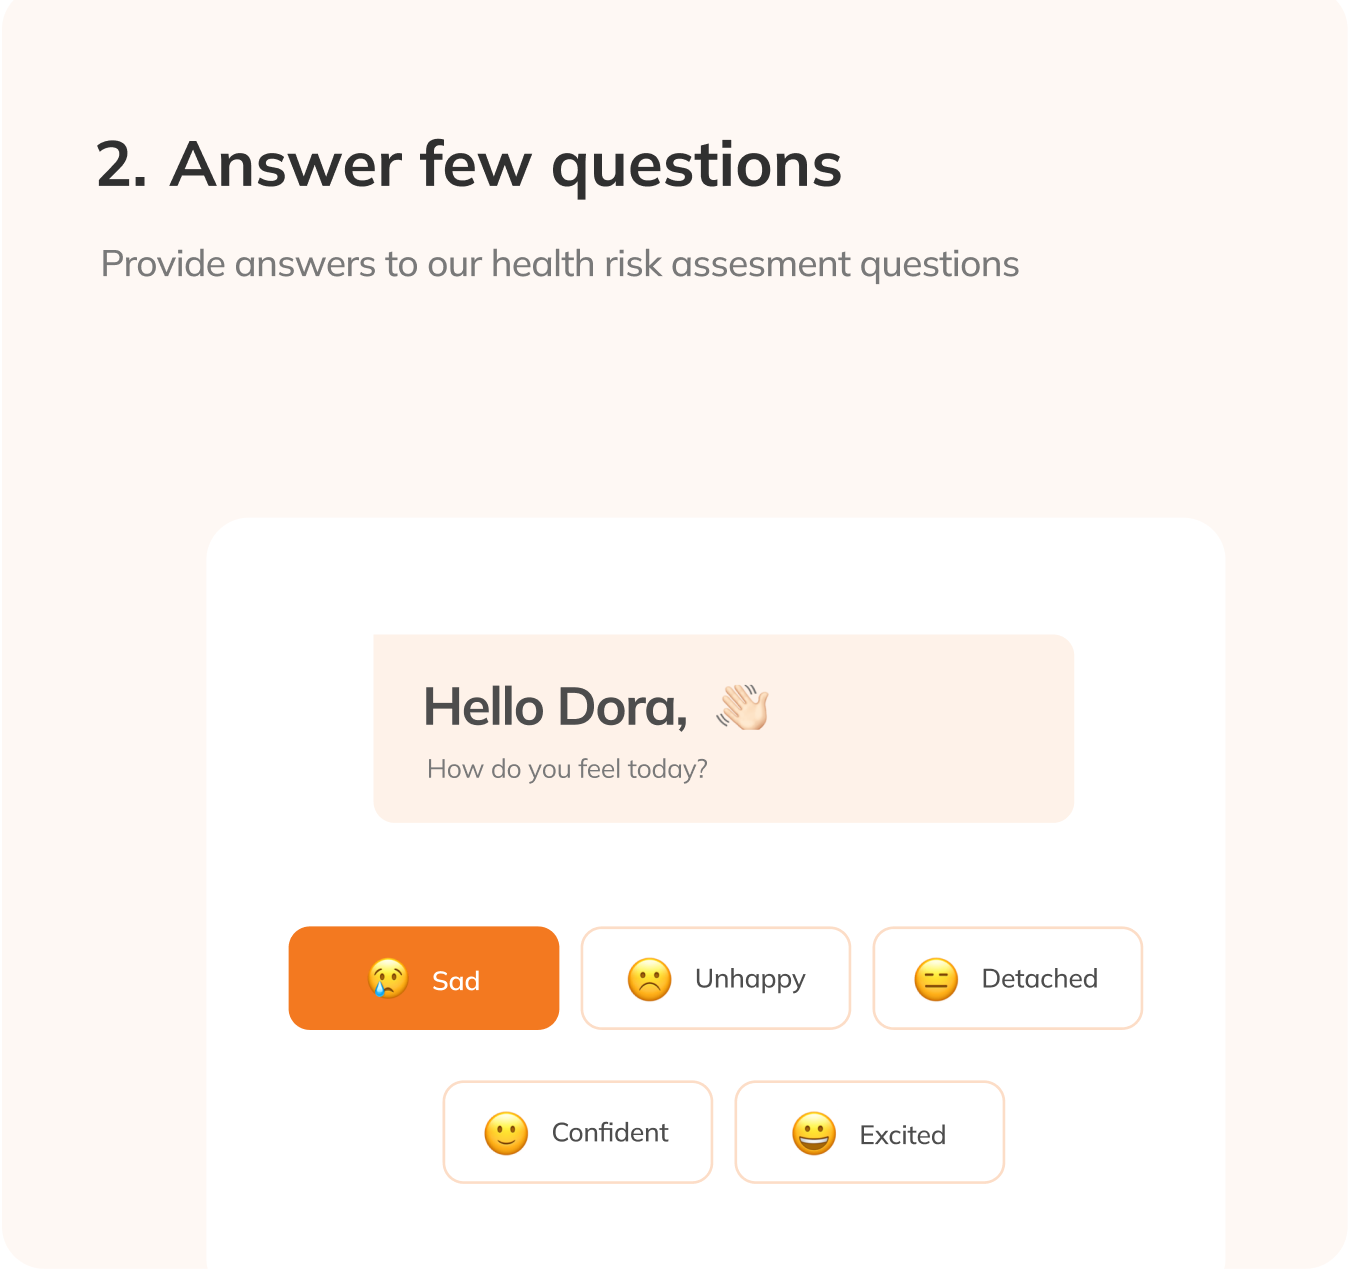 2. Answer few questions
Provide answers to our health risk assesment questions
Hello Dora, 👋🏻
How do you feel today?
😢 Sad
☹️ Unhappy
😑 Detached
🙂 Confident
😀 Excited